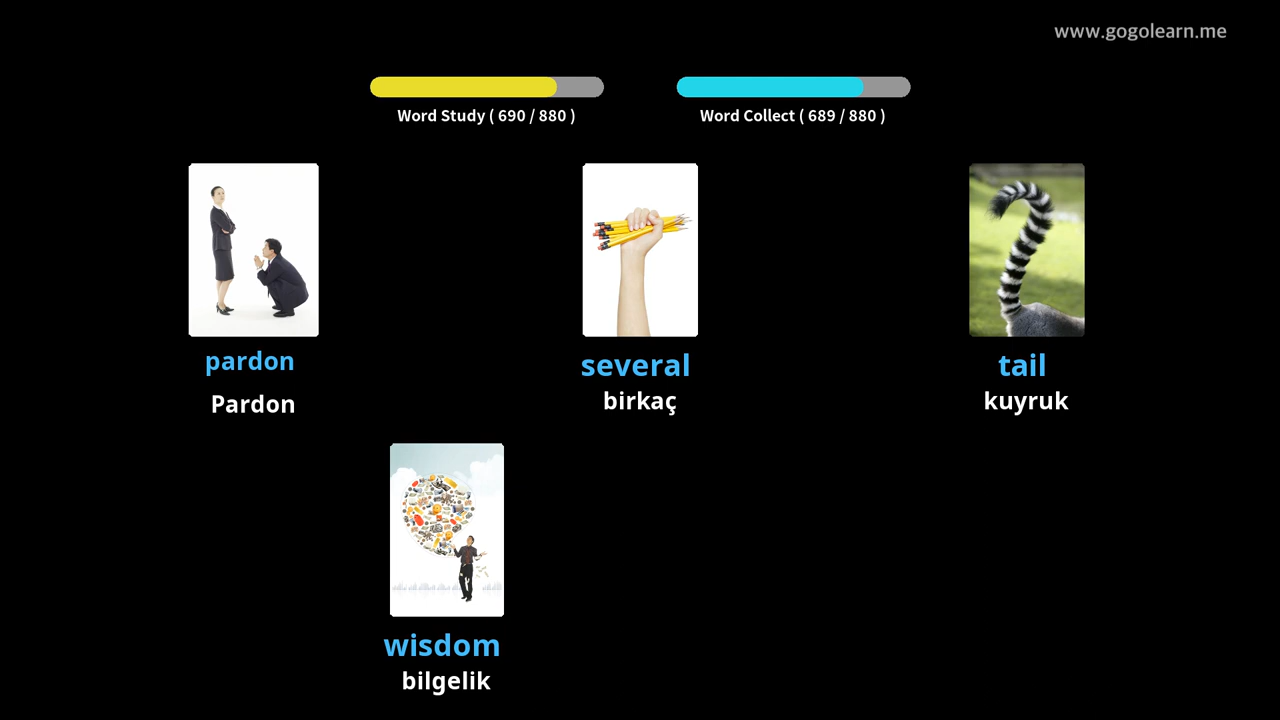 www.gogolearn.me
Word Study ( 690 / 880 )
Word Collect ( 689 / 880 )
pardon
Pardon
several
birkaç
tail
kuyruk
wisdom
bilgelik